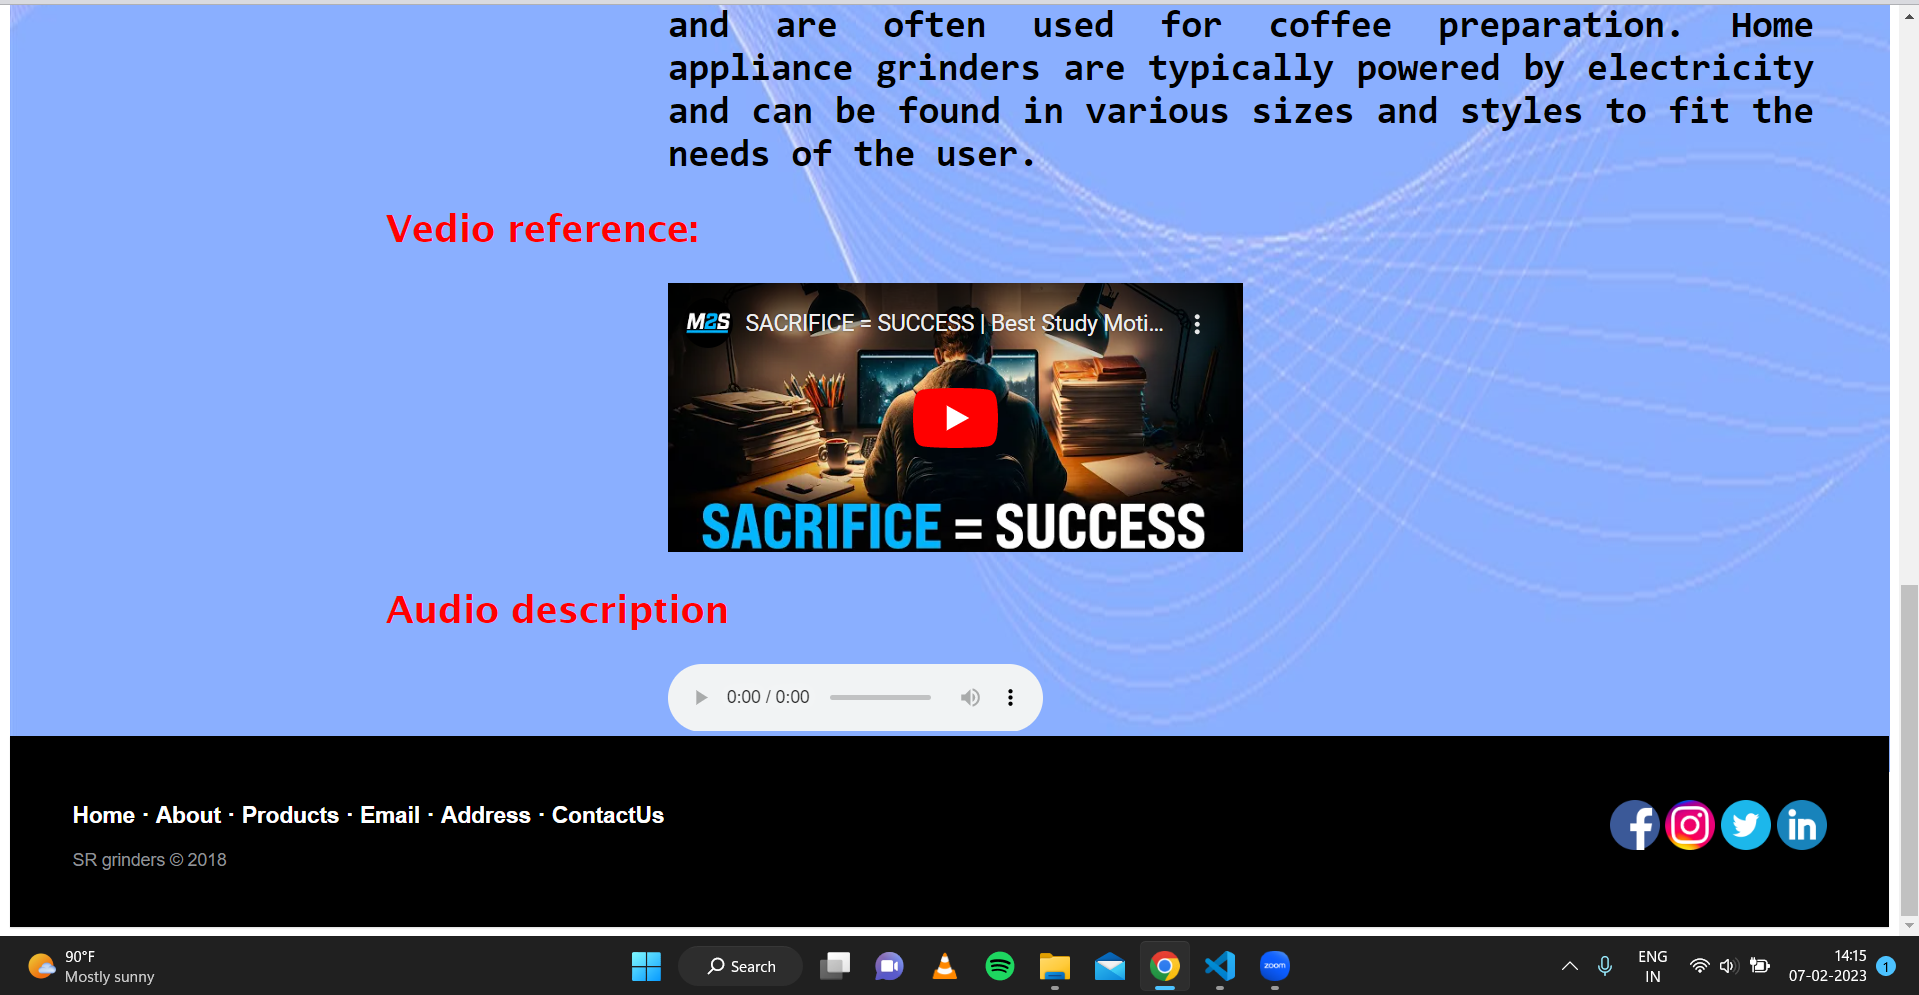 and are often used for coffee preparation. Home
appliance grinders are typically powered by electricity
and can be found in various sizes and styles to fit the
needs of the user.
Vedio reference:
M2S SACRIFICE = SUCCESS | Best Study Moti...
SACRIFICE = SUCCESS
Audio description
0:00 / 0:00
Home · About · Products · Email · Address · ContactUs
SR grinders © 2018
90°F
Mostly sunny
Search
zoom
ENG
IN
14:15
07-02-2023
1